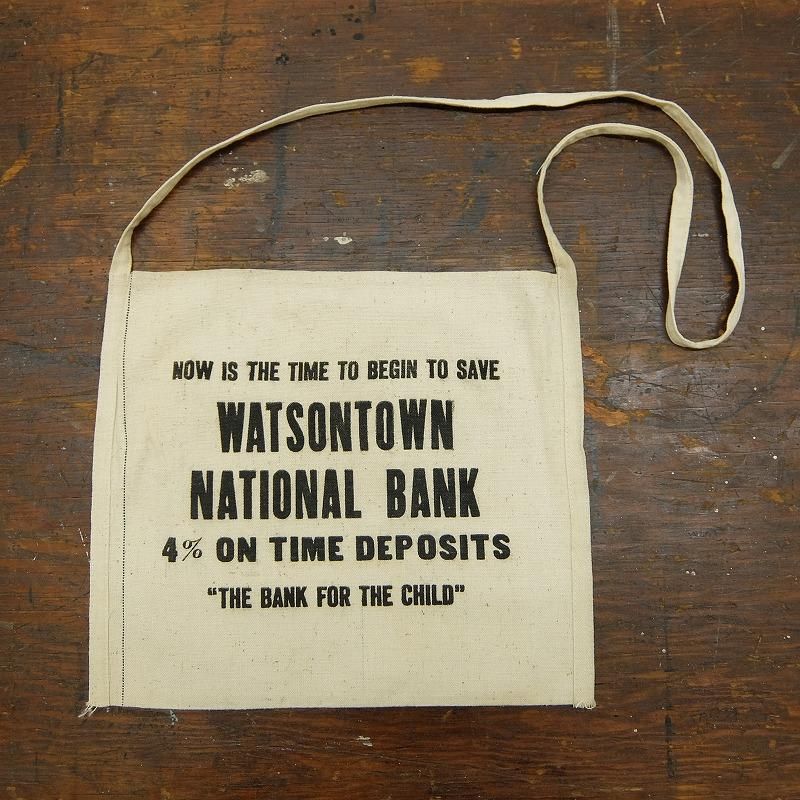 NOW IS THE TIME TO BEGIN TO SAVE
WATSONTOWN
NATIONAL BANK
4% ON TIME DEPOSITS
“THE BANK FOR THE CHILD”